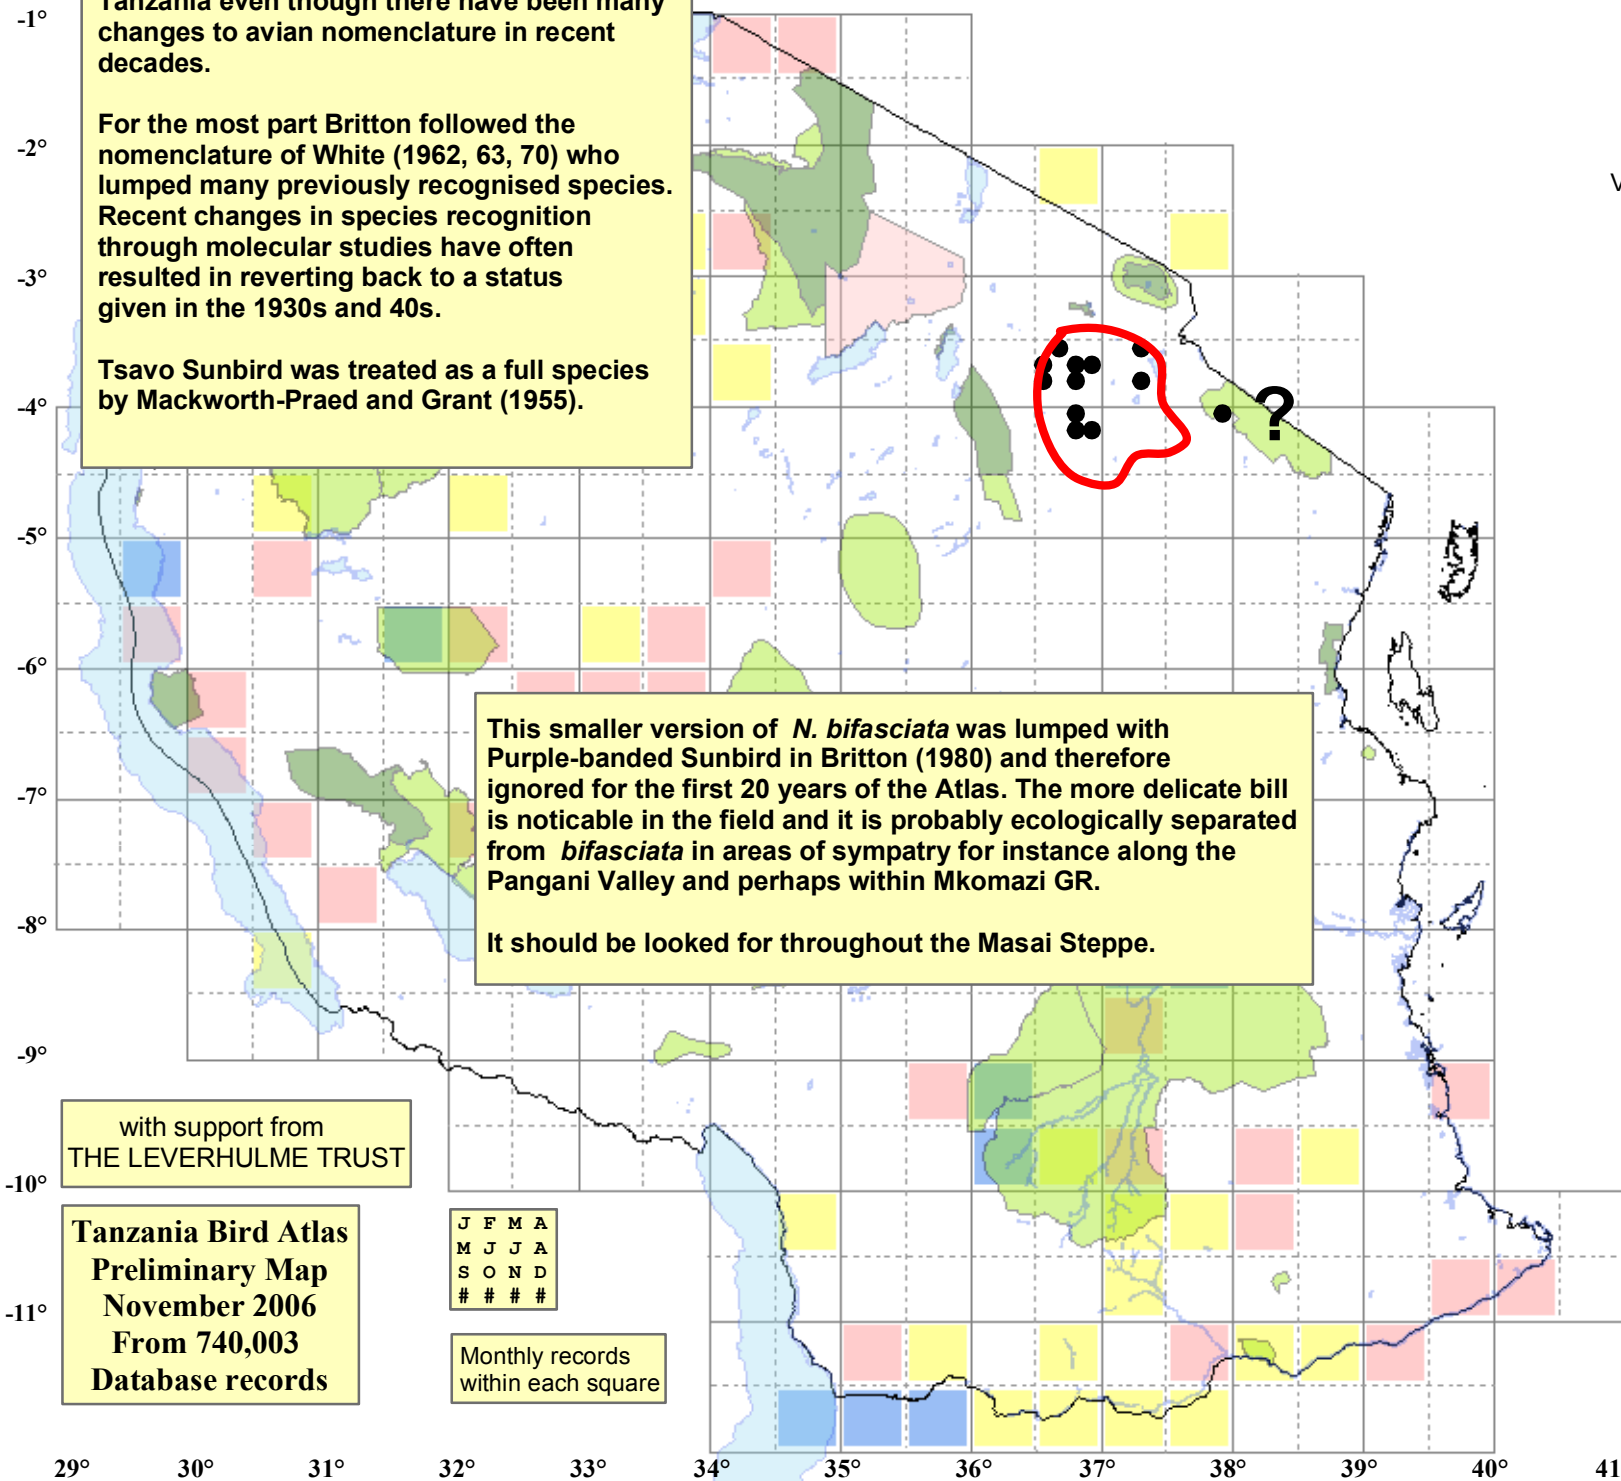 Tanzania even though there have been many
changes to avian nomenclature in recent
decades.
For the most part Britton followed the
nomenclature of White (1962, 63, 70) who
lumped many previously recognised species.
Recent changes in species recognition
through molecular studies have often
resulted in reverting back to a status
given in the 1930s and 40s.
Tsavo Sunbird was treated as a full species
by Mackworth-Praed and Grant (1955).
-1°
-2°
V
-3°
-4°
?
-5°
-6°
This smaller version of N. bifasciata was lumped with
Purple-banded Sunbird in Britton (1980) and therefore
ignored for the first 20 years of the Atlas. The more delicate bill
is noticable in the field and it is probably ecologically separated
from bifasciata in areas of sympatry for instance along the
Pangani Valley and perhaps within Mkomazi GR.
It should be looked for throughout the Masai Steppe.
-7°
-8°
-9°
with support from
THE LEVERHULME TRUST
-10°
Tanzania Bird Atlas
Preliminary Map
November 2006
From 740,003
Database records
J F M A
M J J A
S O N D
# # # #
Monthly records
within each square
-11°
29° 30° 31° 32° 33° 34° 35° 36° 37° 38° 39° 40° 41